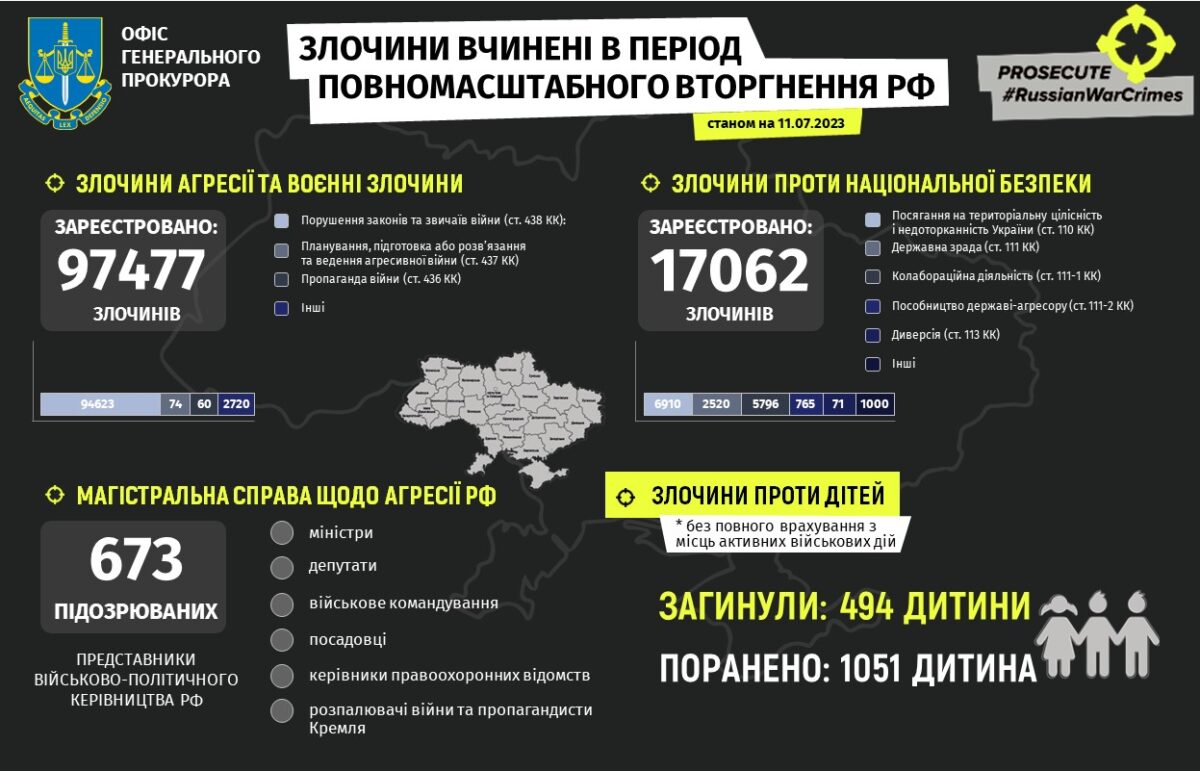 ОФІС
ГЕНЕРАЛЬНОГО
ПРОКУРОРА
ЗЛОЧИНИ ВЧИНЕНІ В ПЕРІОД
ПОВНОМАСШТАБНОГО ВТОРГНЕННЯ РФ
станом на 11.07.2023
PROSECUTE
#RussianWarCrimes
ЗЛОЧИНИ АГРЕСІЇ ТА ВОЄННІ ЗЛОЧИНИ
ЗАРЕЄСТРОВАНО:
97477
ЗЛОЧИНІВ
Порушення законів та звичаїв війни (ст. 438 КК):
Планування, підготовка або розв’язання
та ведення агресивної війни (ст. 437 КК)
Пропаганда війни (ст. 436 КК)
Інші
94623 74 60 2720
ЗЛОЧИНИ ПРОТИ НАЦІОНАЛЬНОЇ БЕЗПЕКИ
ЗАРЕЄСТРОВАНО:
17062
ЗЛОЧИНІВ
Посягання на територіальну цілісність
і недоторканність України (ст. 110 КК)
Державна зрада (ст. 111 КК)
Колабораційна діяльність (ст. 111-1 КК)
Пособництво державі-агресору (ст. 111-2 КК)
Диверсія (ст. 113 КК)
Інші
6910 2520 5796 765 71 1000
МАГІСТРАЛЬНА СПРАВА ЩОДО АГРЕСІЇ РФ
673
ПІДОЗРЮВАНИХ
ПРЕДСТАВНИКИ
ВІЙСЬКОВО-ПОЛІТИЧНОГО
КЕРІВНИЦТВА РФ
міністри
депутати
військове командування
посадовці
керівники правоохоронних відомств
розпалювачі війни та пропагандисти
Кремля
ЗЛОЧИНИ ПРОТИ ДІТЕЙ
* без повного врахування з
місць активних військових дій
ЗАГИНУЛИ: 494 ДИТИНИ
ПОРАНЕНО: 1051 ДИТИНА